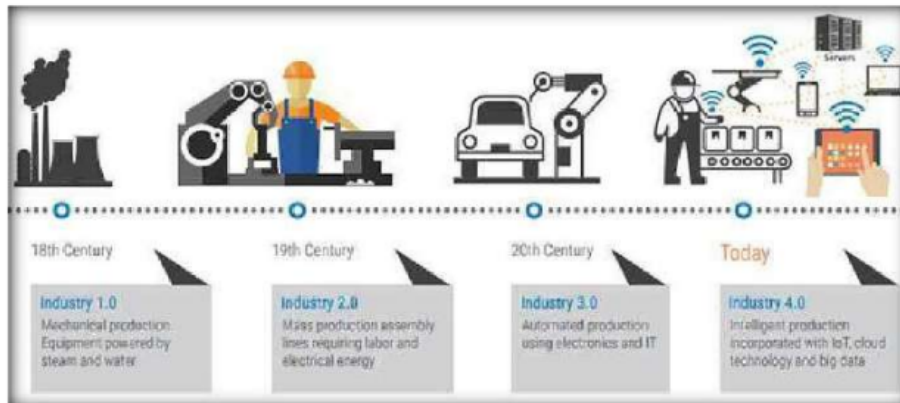 Servers
18th Century
Industry 1.0
Mechanical production
Equipment powered by
steam and water
19th Century
Industry 2.0
Mass production assembly
lines requiring labor and
electrical energy
20th Century
Industry 3.0
Automated production
using electronics and IT
Today
Industry 4.0
Intelligent production
incorporated with IoT, cloud
technology and big data